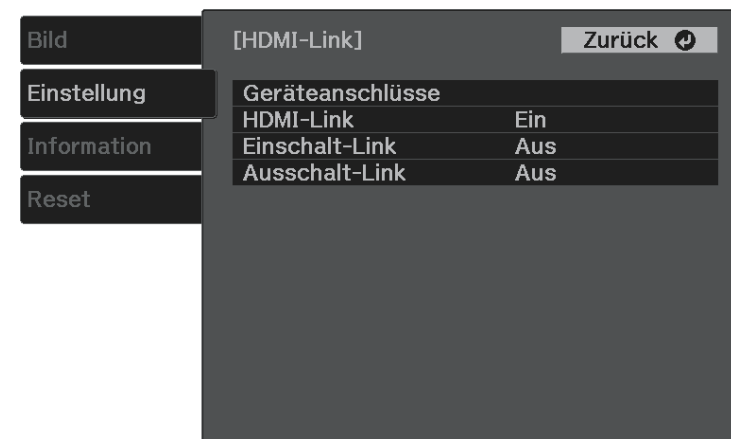 Bild
Einstellung
Information
Reset
[HDMI-Link]
Zurück
Geräteanschlüsse
HDMI-Link Ein
Einschalt-Link Aus
Ausschalt-Link Aus